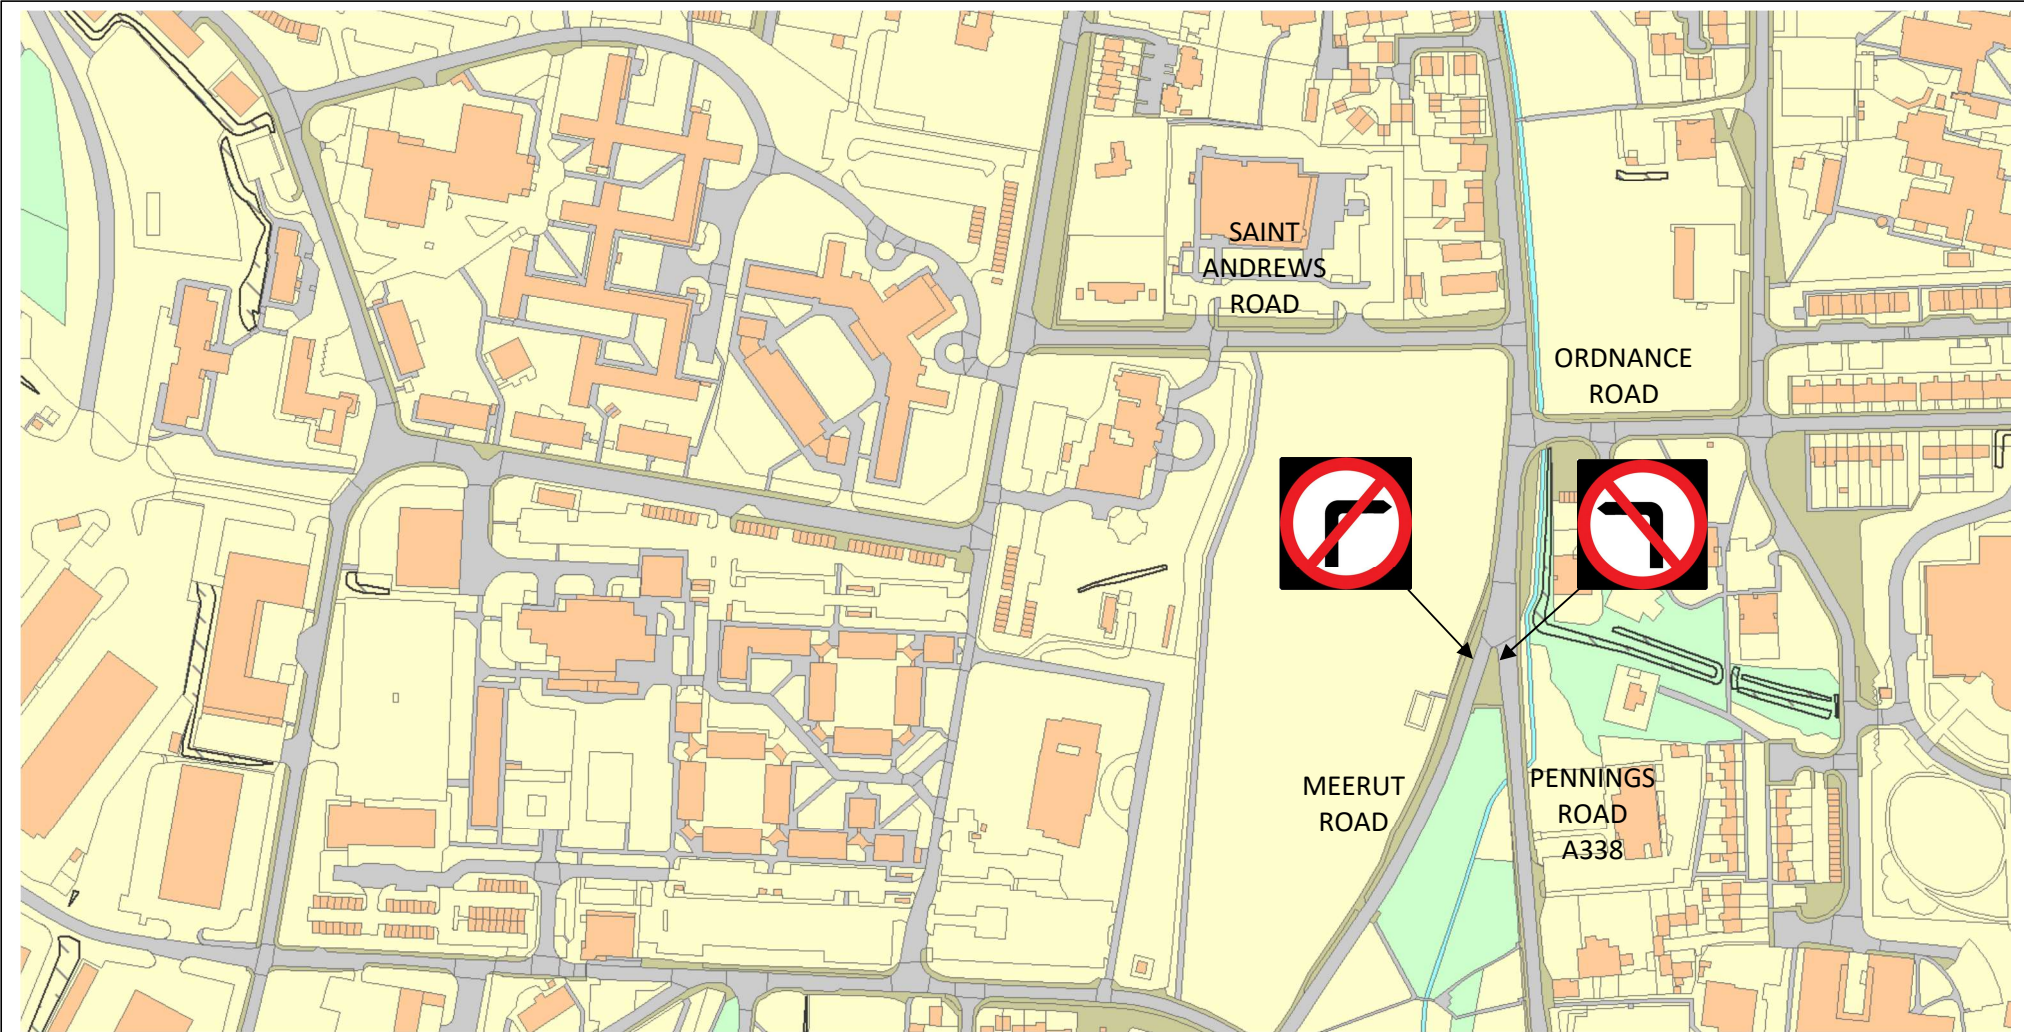 SAINT
ANDREWS
ROAD
ORDNANCE
ROAD
MEERUT
ROAD
PENNINGS
ROAD
A338